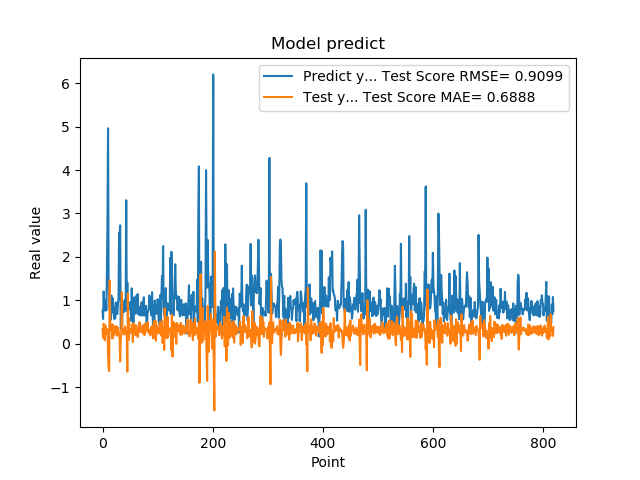 Model predict
Predict y... Test Score RMSE= 0.9099
Test y... Test Score MAE= 0.6888
6
5
4
3
2
1
0
−1
Real value
0 200 400 600 800
Point